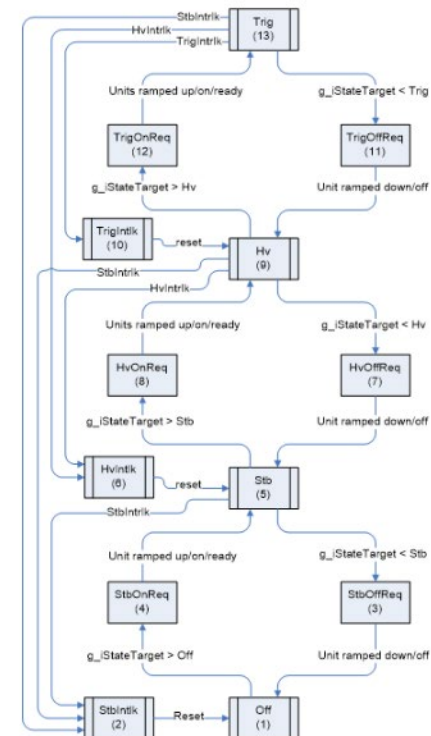 StbIntrlk
Trig
(13)
HvIntrlk
TrigIntrlk
Units ramped up/on/ready
g_iStateTarget < Trig
TrigOnReq
(12)
TrigOffReq
(11)
g_iStateTarget > Hv
Unit ramped down/off
TrigIntlk
(10)
reset
Hv
(9)
StbIntrlk
HvIntrlk
Units ramped up/on/ready
g_iStateTarget < Hv
HvOnReq
(8)
HvOffReq
(7)
g_iStateTarget > Stb
Unit ramped down/off
HvIntlk
(6)
reset
Stb
(5)
StbIntrlk
Unit ramped up/on/ready
g_iStateTarget < Stb
StbOnReq
(4)
StbOffReq
(3)
g_iStateTarget > Off
Unit ramped down/off
StbIntlk
(2)
Reset
Off
(1)